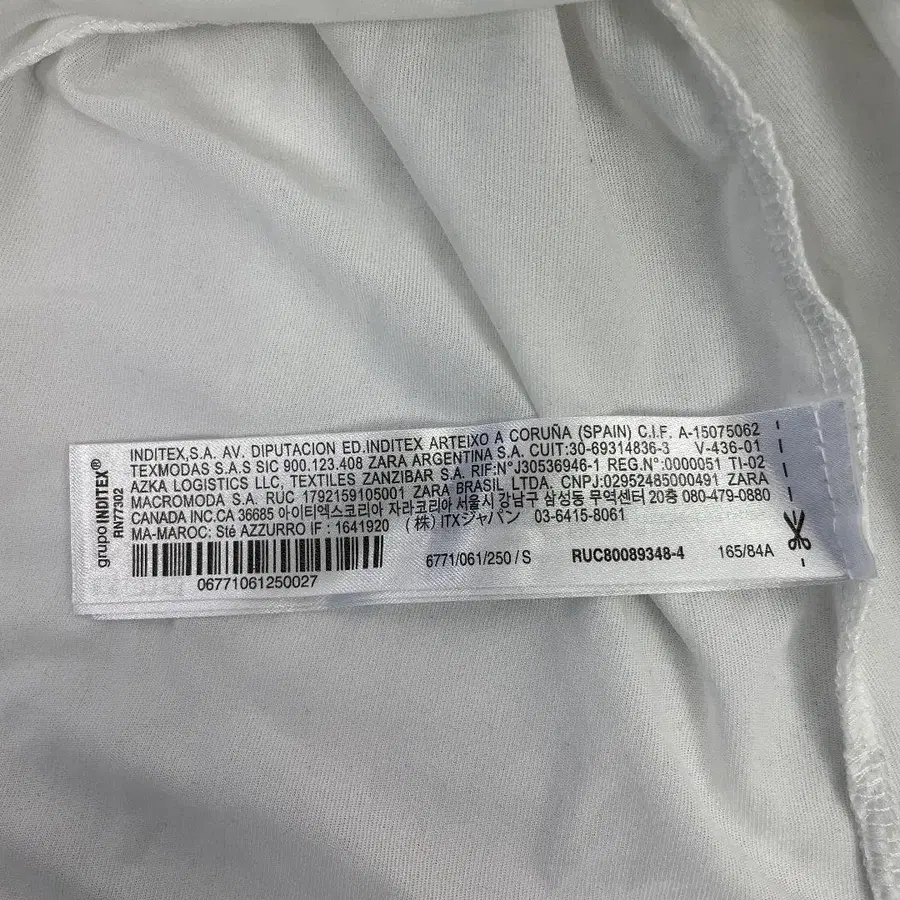 grupo INDITEX®
RN77302
INDITEX,S.A. AV. DIPUTACION ED.INDITEX ARTEIXO A CORUÑA (SPAIN) C.I.F. A-15075062
TEXMODAS S.A.S SIC 900.123.408 ZARA ARGENTINA S.A. CUIT:30-69314836-3 V-436-01
AZKA LOGISTICS LLC, TEXTILES ZANZIBAR S.A. RIF:N°J30536946-1 REG.N°:0000051 TI-02
MACROMODA S.A. RUC 1792159105001 ZARA BRASIL LTDA. CNPJ:02952485000491 ZARA
CANADA INC.CA 36685 아이티엑스코리아 자라코리아 서울시 강남구 삼성동 무역센터 20층 080-479-0880
MA-MAROC: Sté AZZURRO IF : 1641920 (株) ITXジャパン 03-6415-8061
6771/061/250 / S RUC80089348-4 165/84A
06771061250027